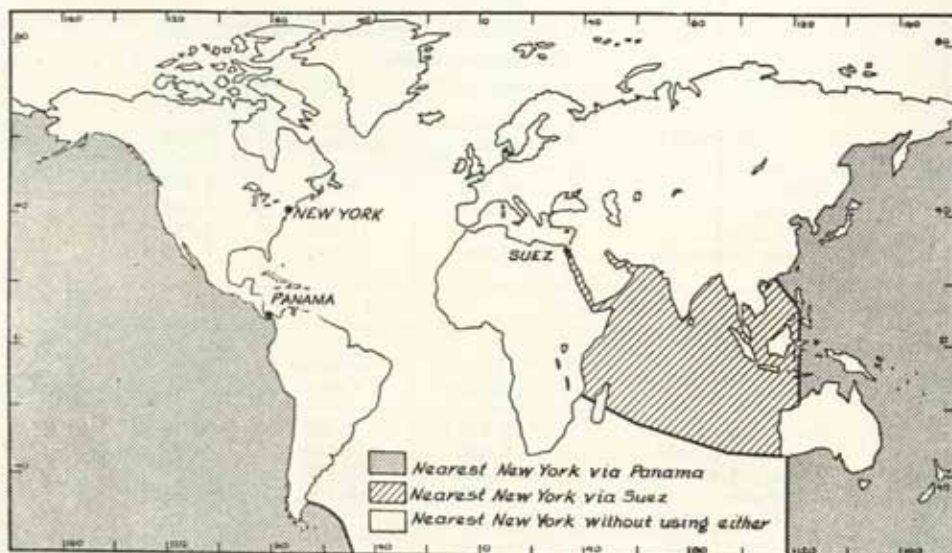 NEW YORK
SUEZ
PANAMA
Nearest New York via Panama
Nearest New York via Suez
Nearest New York without using either